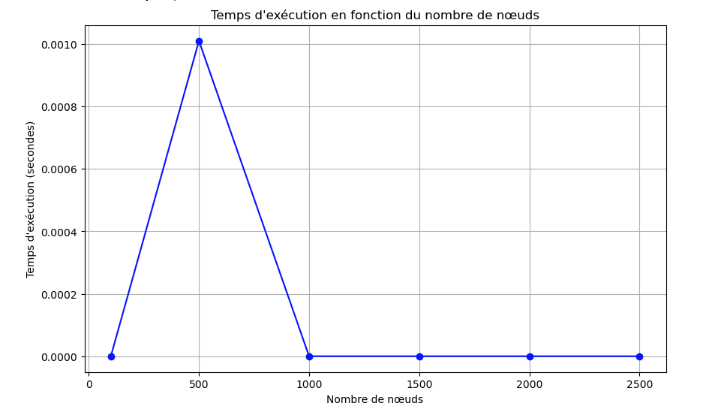 Temps d'exécution en fonction du nombre de nœuds
0.0010
0.0008
0.0006
0.0004
0.0002
0.0000
Temps d'exécution (secondes)
0 500 1000 1500 2000 2500
Nombre de nœuds